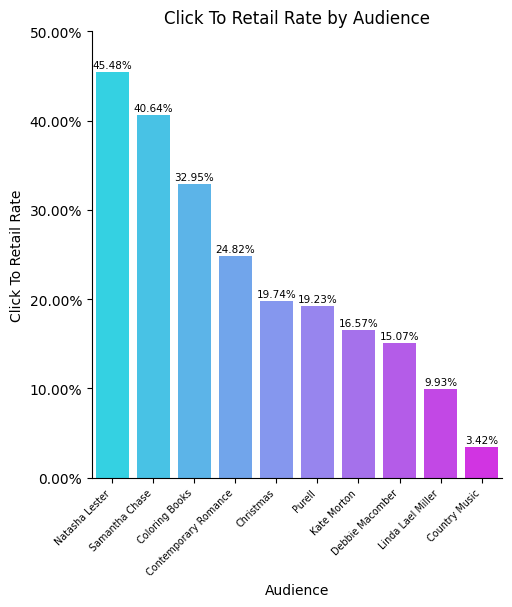 Click To Retail Rate by Audience
50.00%
40.00%
30.00%
20.00%
10.00%
0.00%
Click To Retail Rate
45.48%
40.64%
32.95%
24.82%
19.74%
19.23%
16.57%
15.07%
9.93%
3.42%
Natasha Lester
Samantha Chase
Coloring Books
Contemporary Romance
Christmas
Purell
Kate Morton
Debbie Macomber
Linda Lael Miller
Country Music
Audience